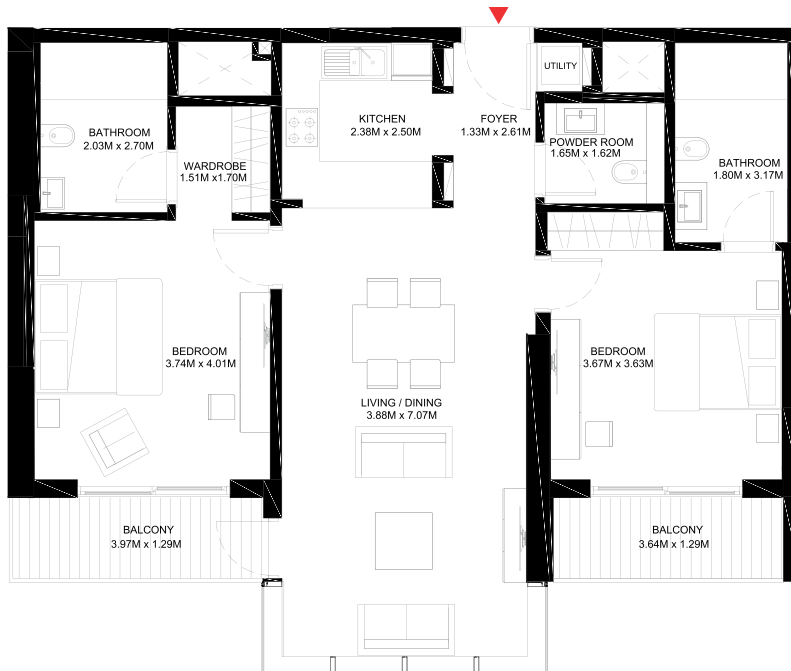 UTILITY
KITCHEN
2.38M x 2.50M
FOYER
1.33M x 2.61M
BATHROOM
2.03M x 2.70M
POWDER ROOM
1.65M x 1.62M
WARDROBE
1.51M x1.70M
BATHROOM
1.80M x 3.17M
BEDROOM
3.74M x 4.01M
BEDROOM
3.67M x 3.63M
LIVING / DINING
3.88M x 7.07M
BALCONY
3.97M x 1.29M
BALCONY
3.64M x 1.29M